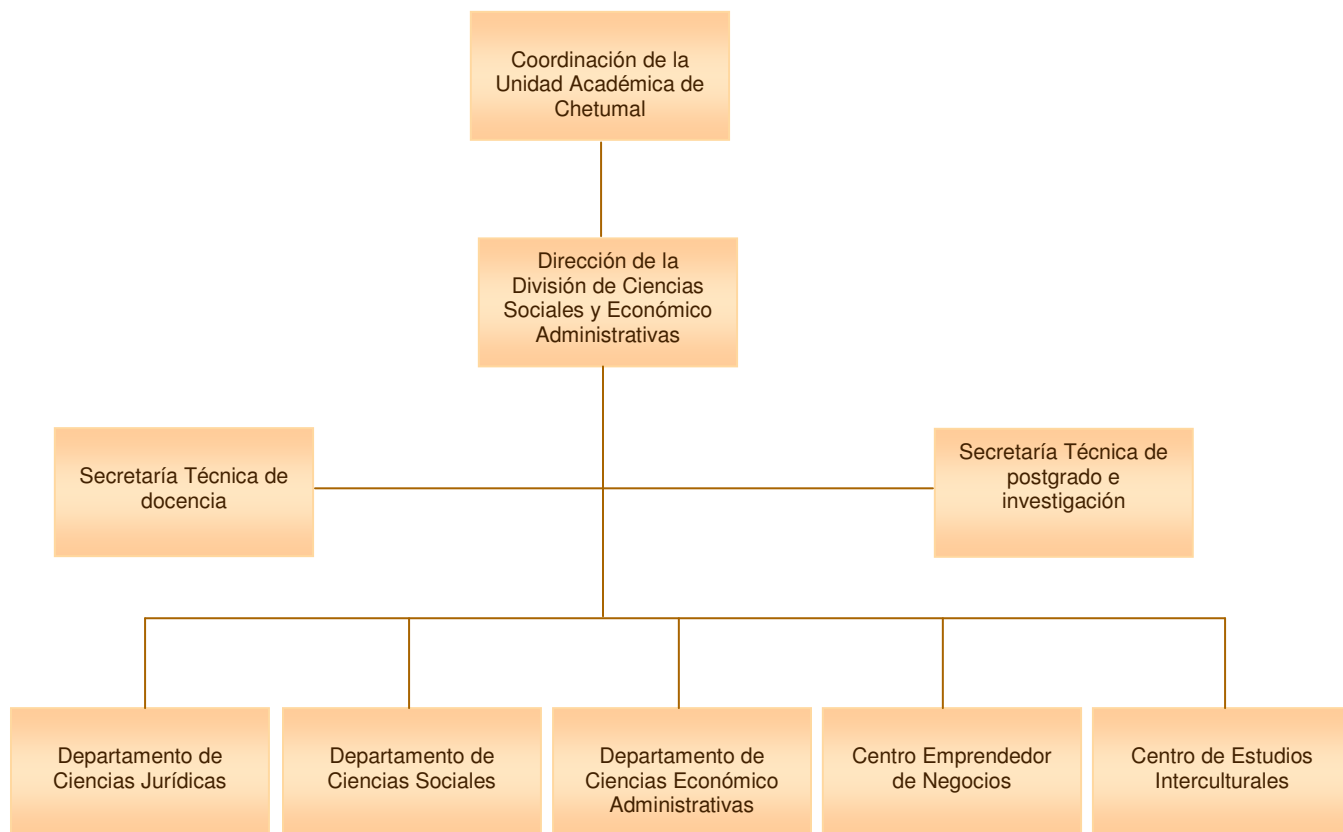 Coordinación de la
Unidad Académica de
Chetumal
Dirección de la
División de Ciencias
Sociales y Económico
Administrativas
Secretaría Técnica de
docencia
Secretaría Técnica de
postgrado e
investigación
Departamento de
Ciencias Jurídicas
Departamento de
Ciencias Sociales
Departamento de
Ciencias Económico
Administrativas
Centro Emprendedor
de Negocios
Centro de Estudios
Interculturales